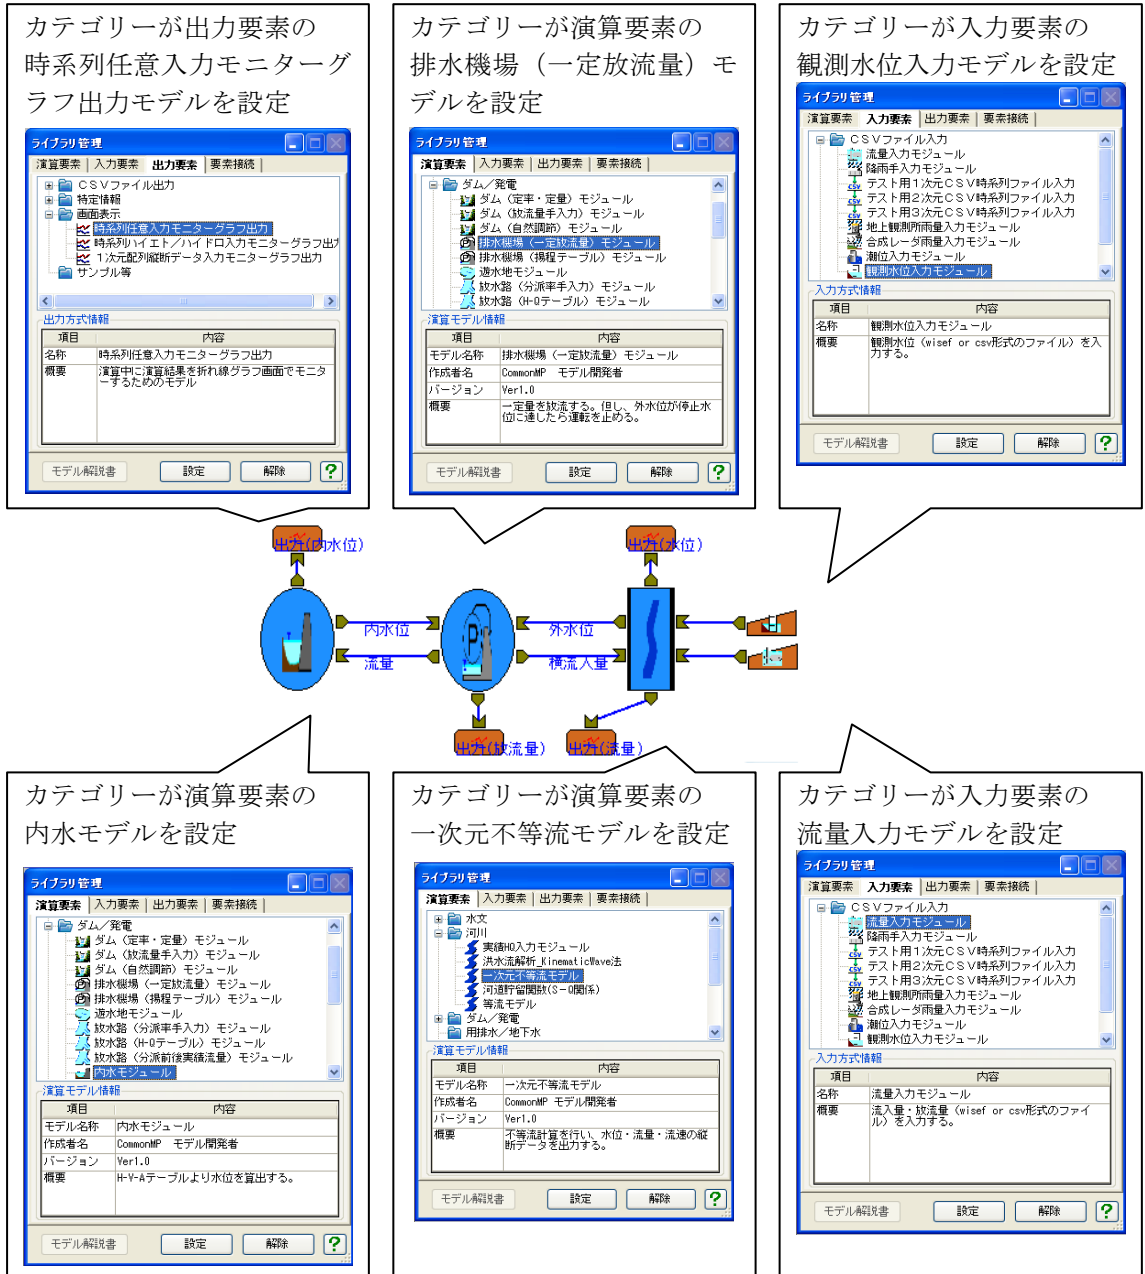 カテゴリーが出力要素の
時系列任意入力モニターグ
ラフ出力モデルを設定
ライブラリ管理
演算要素 入力要素 出力要素 要素接続
CSVファイル出力
特定情報
画面表示
時系列任意入力モニターグラフ出力
時系列ハイエト/ハイドロ入力モニターグラフ出力
1次元配列縦断データ入力モニターグラフ出力
サンプル等
出力方式情報
項目 内容
名称 時系列任意入力モニターグラフ出力
概要 演算中に演算結果を折れ線グラフ画面でモニタ
ーするためのモデル
モデル解説書 設定 解除 ?
カテゴリーが演算要素の
排水機場(一定放流量)モ
デルを設定
ライブラリ管理
演算要素 入力要素 出力要素 要素接続
ダム/発電
ダム(定率・定量)モジュール
ダム(放流量手入力)モジュール
ダム(自然調節)モジュール
排水機場(一定放流量)モジュール
排水機場(揚程テーブル)モジュール
遊水地モジュール
放水路(分派率手入力)モジュール
放水路(H-Qテーブル)モジュール
演算モデル情報
項目 内容
モデル名称 排水機場(一定放流量)モジュール
作成者名 CommonMP モデル開発者
バージョン Ver1.0
概要 一定量を放流する。但し、外水位が停止水
位に達したら運転を止める。
モデル解説書 設定 解除 ?
カテゴリーが入力要素の
観測水位入力モデルを設定
ライブラリ管理
演算要素 入力要素 出力要素 要素接続
CSVファイル入力
流量入力モジュール
降雨手入力モジュール
テスト用1次元CSV時系列ファイル入力
テスト用2次元CSV時系列ファイル入力
テスト用3次元CSV時系列ファイル入力
地上観測所雨量入力モジュール
合成レーダ雨量入力モジュール
潮位入力モジュール
観測水位入力モジュール
入力方式情報
項目 内容
名称 観測水位入力モジュール
概要 観測水位(wisef or csv形式のファイル)を入
力する。
モデル解説書 設定 解除 ?
出力(内水位)
出力(水位)
内水位
外水位
流量
横流入量
出力(放流量)
出力(流量)
カテゴリーが演算要素の
内水モデルを設定
ライブラリ管理
演算要素 入力要素 出力要素 要素接続
ダム/発電
ダム(定率・定量)モジュール
ダム(放流量手入力)モジュール
ダム(自然調節)モジュール
排水機場(一定放流量)モジュール
排水機場(揚程テーブル)モジュール
遊水地モジュール
放水路(分派率手入力)モジュール
放水路(H-Qテーブル)モジュール
放水路(分派前後実績流量)モジュール
内水モジュール
演算モデル情報
項目 内容
モデル名称 内水モジュール
作成者名 CommonMP モデル開発者
バージョン Ver1.0
概要 H-V-Aテーブルより水位を算出する。
モデル解説書 設定 解除 ?
カテゴリーが演算要素の
一次元不等流モデルを設定
ライブラリ管理
演算要素 入力要素 出力要素 要素接続
水文
河川
実績HQ入力モジュール
洪水流解析_KinematicWave法
一次元不等流モデル
河道貯留関数(S-Q関係)
等流モデル
ダム/発電
用排水/地下水
演算モデル情報
項目 内容
モデル名称 一次元不等流モデル
作成者名 CommonMP モデル開発者
バージョン Ver1.0
概要 不等流計算を行い、水位・流量・流速の縦
断データを出力する。
モデル解説書 設定 解除 ?
カテゴリーが入力要素の
流量入力モデルを設定
ライブラリ管理
演算要素 入力要素 出力要素 要素接続
CSVファイル入力
流量入力モジュール
降雨手入力モジュール
テスト用1次元CSV時系列ファイル入力
テスト用2次元CSV時系列ファイル入力
テスト用3次元CSV時系列ファイル入力
地上観測所雨量入力モジュール
合成レーダ雨量入力モジュール
潮位入力モジュール
観測水位入力モジュール
入力方式情報
項目 内容
名称 流量入力モジュール
概要 流入量・放流量(wisef or csv形式のファイ
ル)を入力する。
モデル解説書 設定 解除 ?